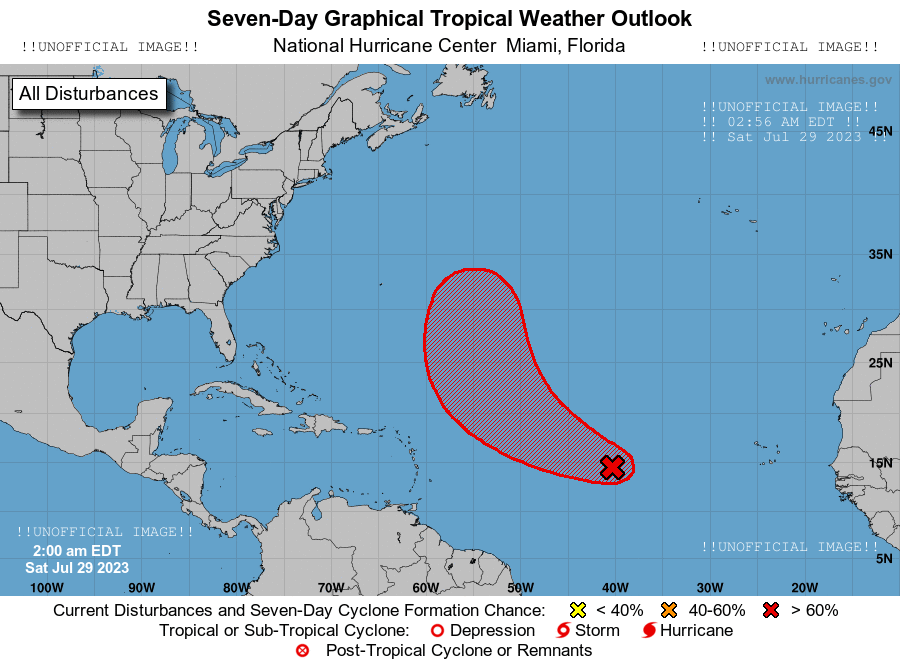 Seven-Day Graphical Tropical Weather Outlook
!!UNOFFICIAL IMAGE!!
National Hurricane Center  Miami, Florida
!!UNOFFICIAL IMAGE!!
www.hurricanes.gov
All Disturbances
!!UNOFFICIAL IMAGE!!
!! 02:56 AM EDT !!
!! Sat Jul 29 2023 !!
45N
35N
25N
15N
!!UNOFFICIAL IMAGE!!
2:00 am EDT
Sat Jul 29 2023
!!UNOFFICIAL IMAGE!!
5N
100W 90W 80W 70W 60W 50W 40W 30W 20W
Current Disturbances and Seven-Day Cyclone Formation Chance: < 40% 40-60% > 60%
Tropical or Sub-Tropical Cyclone: Depression Storm Hurricane
Post-Tropical Cyclone or Remnants